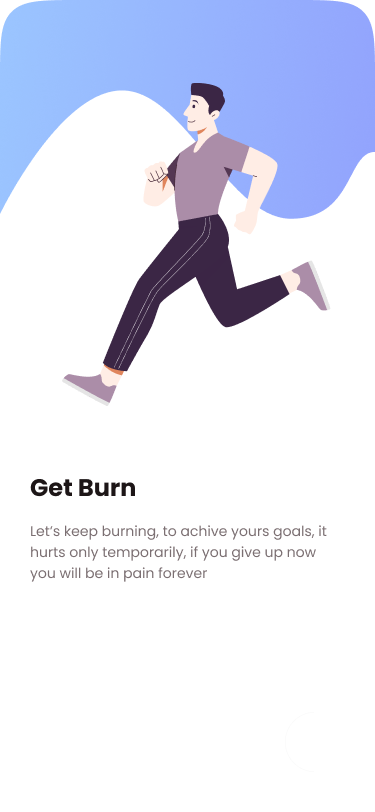 Get Burn
Let’s keep burning, to achive yours goals, it
hurts only temporarily, if you give up now
you will be in pain forever